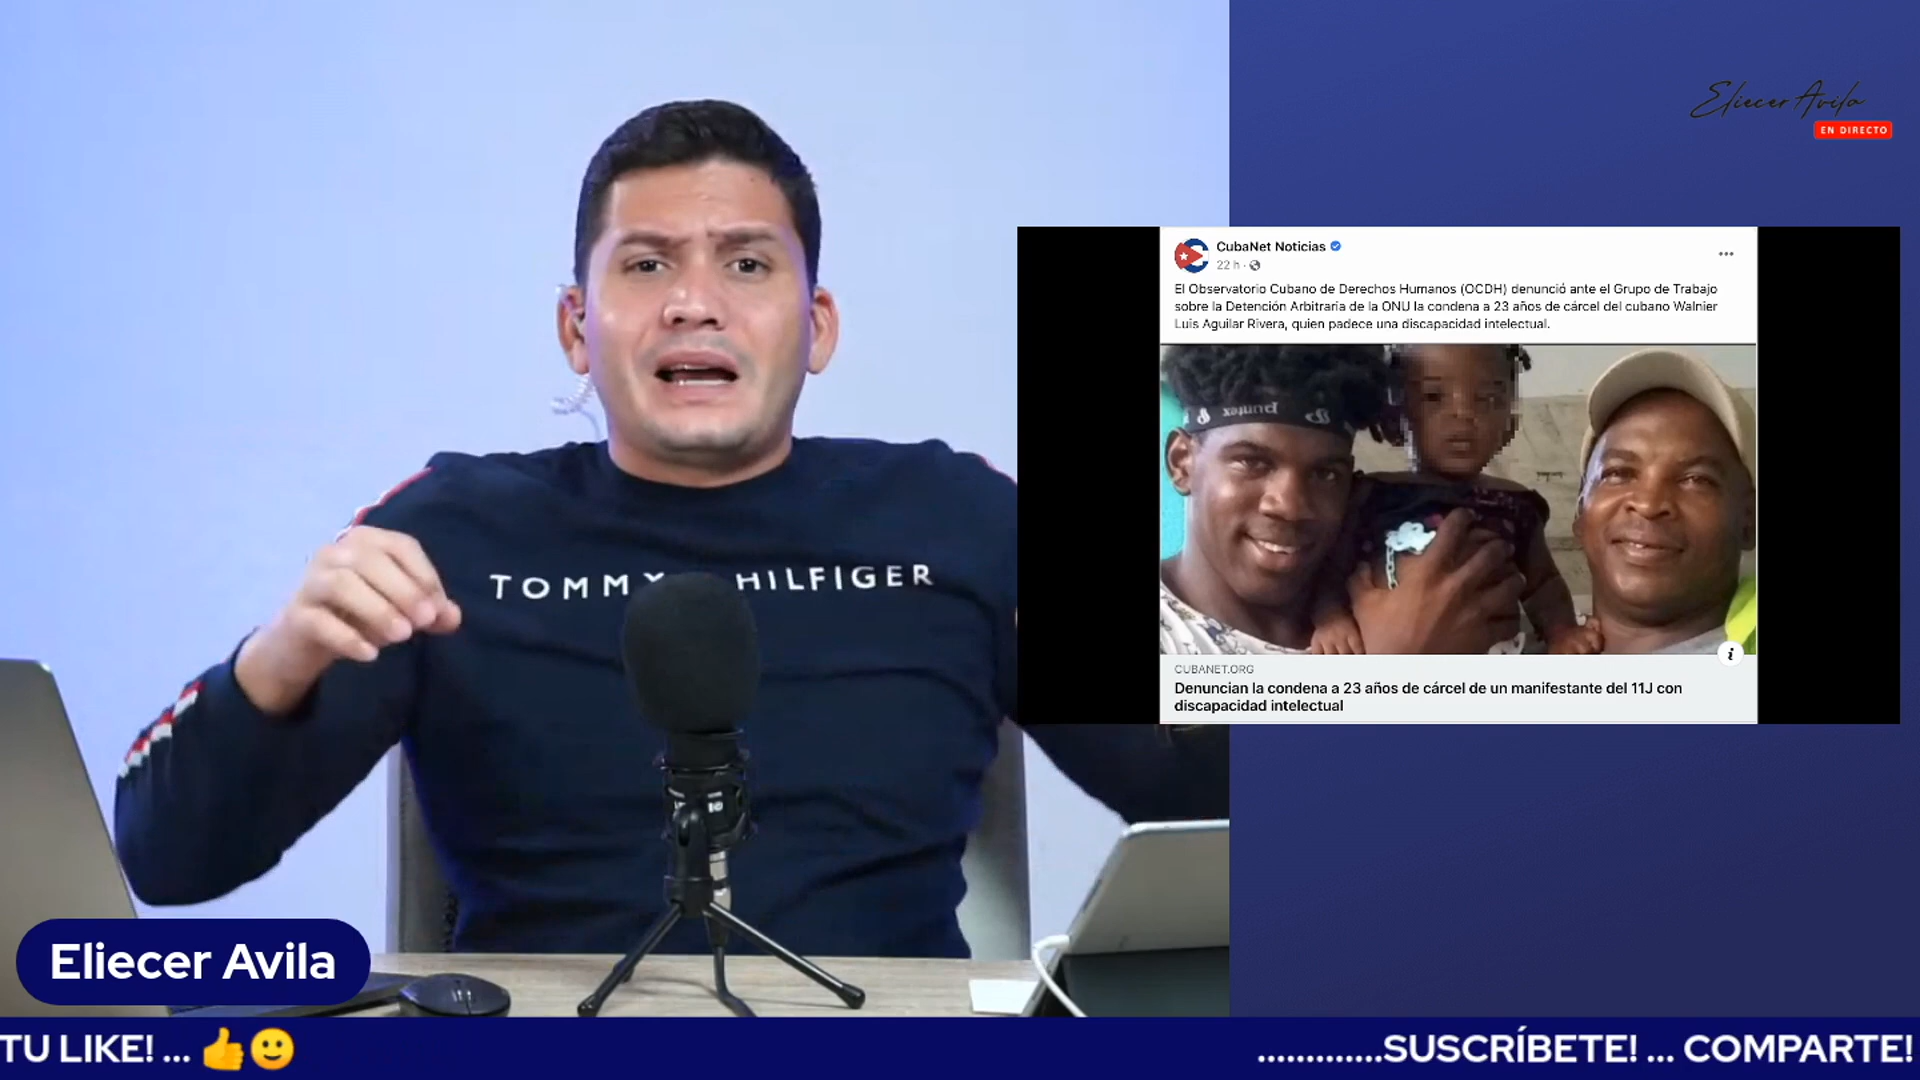 Eliecer Avila
EN DIRECTO
CubaNet Noticias
22 h ·
El Observatorio Cubano de Derechos Humanos (OCDH) denunció ante el Grupo de Trabajo
sobre la Detención Arbitraria de la ONU la condena a 23 años de cárcel del cubano Walnier
Luis Aguilar Rivera, quien padece una discapacidad intelectual.
CUBANET.ORG
Denuncian la condena a 23 años de cárcel de un manifestante del 11J con
discapacidad intelectual
TOMMY HILFIGER
Eliecer Avila
TU LIKE! ... 👍🙂 .............SUSCRÍBETE! ... COMPARTE!